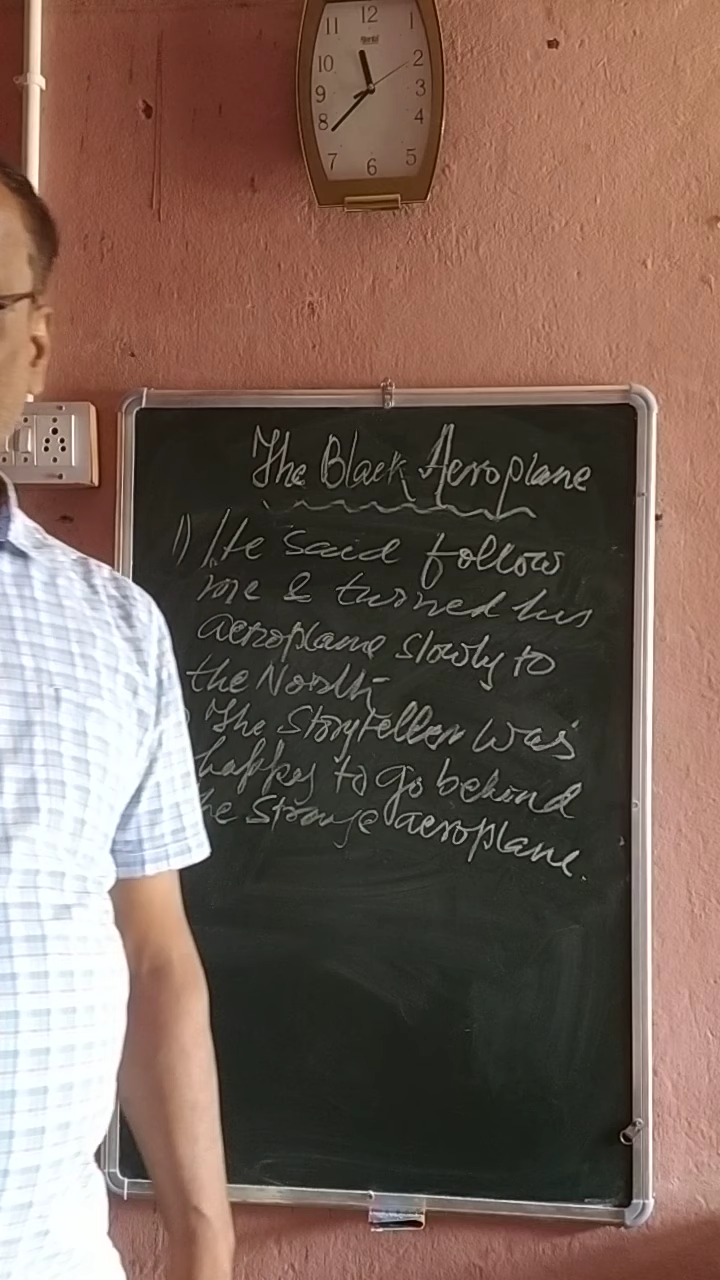 12
11 1
10 2
9 3
8 4
7 6 5
The Black Aeroplane
1) He said follow
me & turned his
aeroplane slowly to
the North
The Storyteller was
happy to go behind
he strange aeroplane.